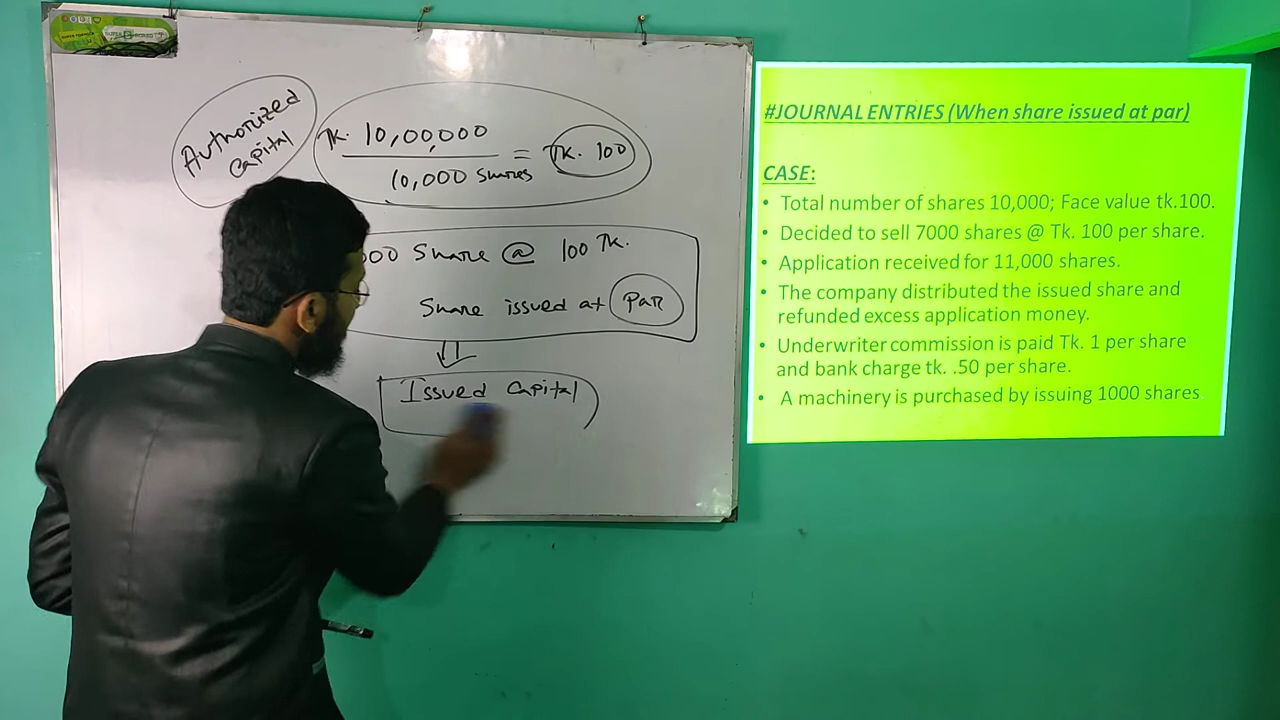 Authorized
Capital
Tk. 10,00,000
10,000 Shares
= Tk. 100
000 Share @ 100 Tk.
Share issued at Par
Issued Capital
#JOURNAL ENTRIES (When share issued at par)
CASE:
• Total number of shares 10,000; Face value tk.100.
• Decided to sell 7000 shares @ Tk. 100 per share.
• Application received for 11,000 shares.
• The company distributed the issued share and
refunded excess application money.
• Underwriter commission is paid Tk. 1 per share
and bank charge tk. .50 per share.
• A machinery is purchased by issuing 1000 shares